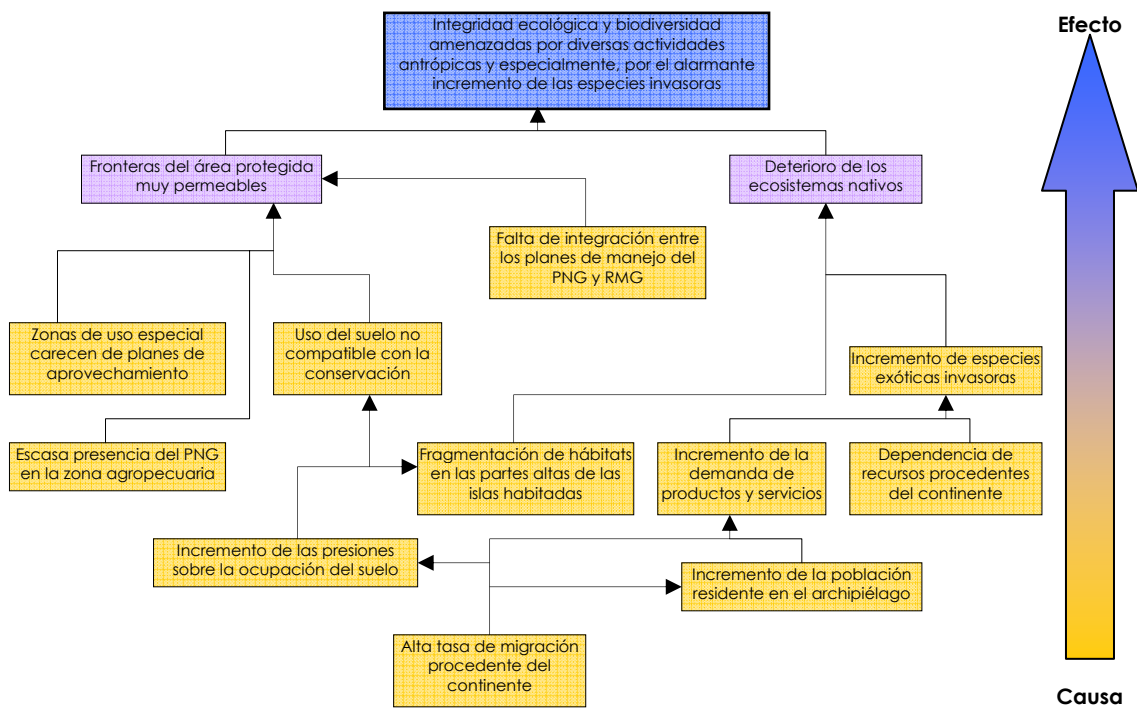 Integridad ecológica y biodiversidad
amenazadas por diversas actividades
antrópicas y especialmente, por el alarmante
incremento de las especies invasoras
Efecto
Fronteras del área protegida
muy permeables
Deterioro de los
ecosistemas nativos
Falta de integración entre
los planes de manejo del
PNG y RMG
Zonas de uso especial
carecen de planes de
aprovechamiento
Uso del suelo no
compatible con la
conservación
Incremento de especies
exóticas invasoras
Escasa presencia del PNG
en la zona agropecuaria
Fragmentación de hábitats
en las partes altas de las
islas habitadas
Incremento de la
demanda de
productos y servicios
Dependencia de
recursos procedentes
del continente
Incremento de las presiones
sobre la ocupación del suelo
Incremento de la población
residente en el archipiélago
Alta tasa de migración
procedente del
continente
Causa